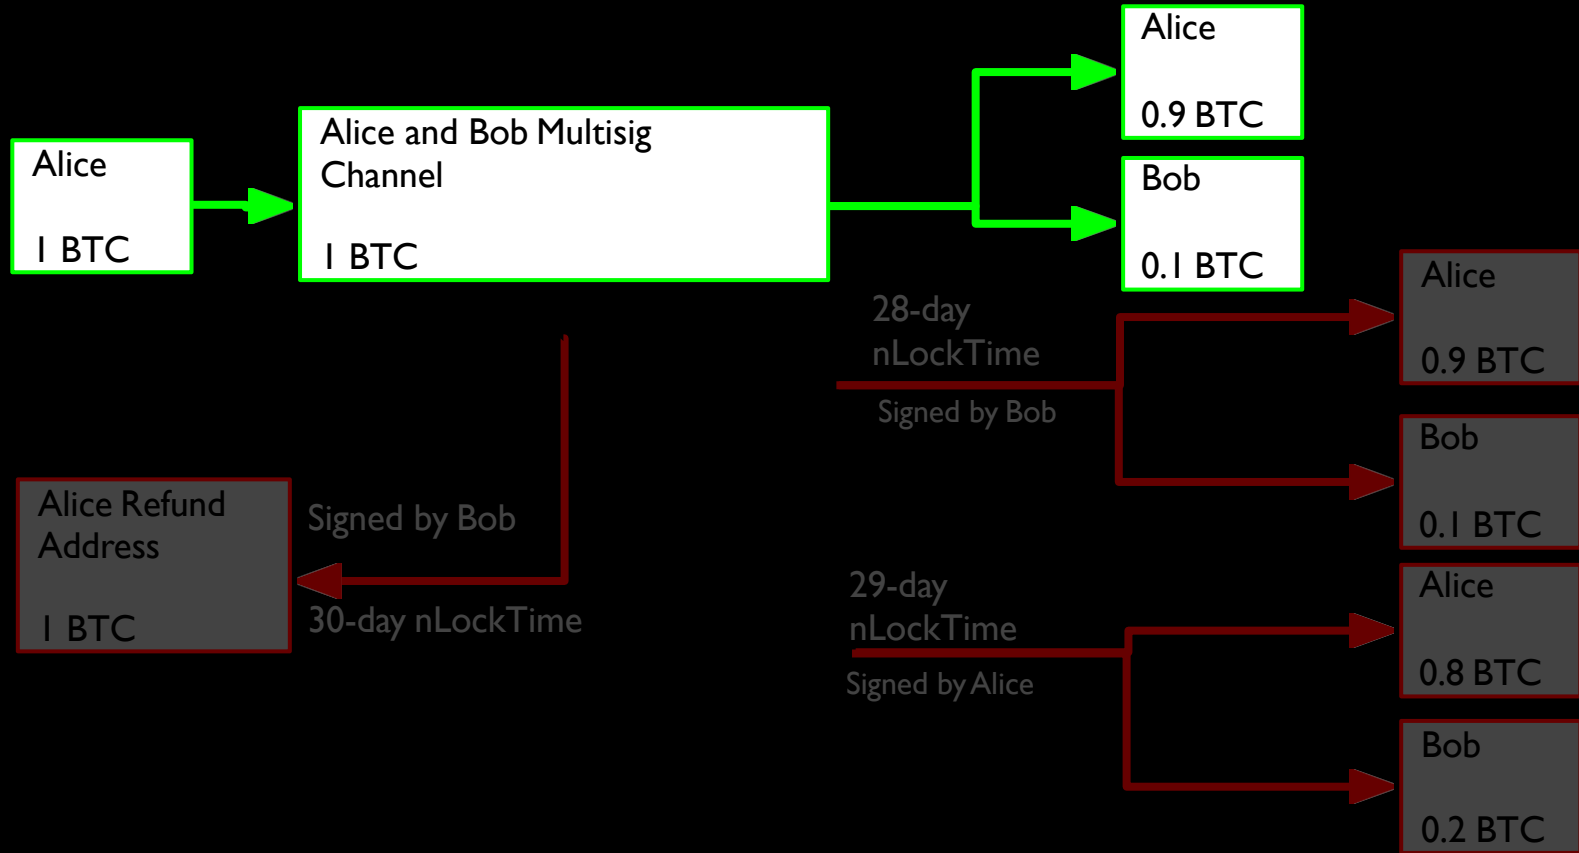 Alice
1 BTC
Alice and Bob Multisig
Channel
1 BTC
Alice
0.9 BTC
Bob
0.1 BTC
28-day
nLockTime
Signed by Bob
Alice
0.9 BTC
Bob
0.1 BTC
Alice Refund
Address
1 BTC
Signed by Bob
30-day nLockTime
29-day
nLockTime
Signed by Alice
Alice
0.8 BTC
Bob
0.2 BTC